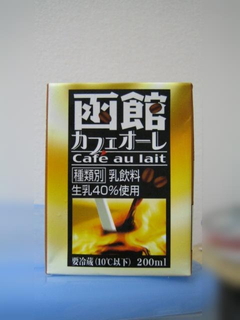 函館
カフェオーレ
Café au lait
種類別 乳飲料
生乳40%使用
要冷蔵(10℃以下) 200ml